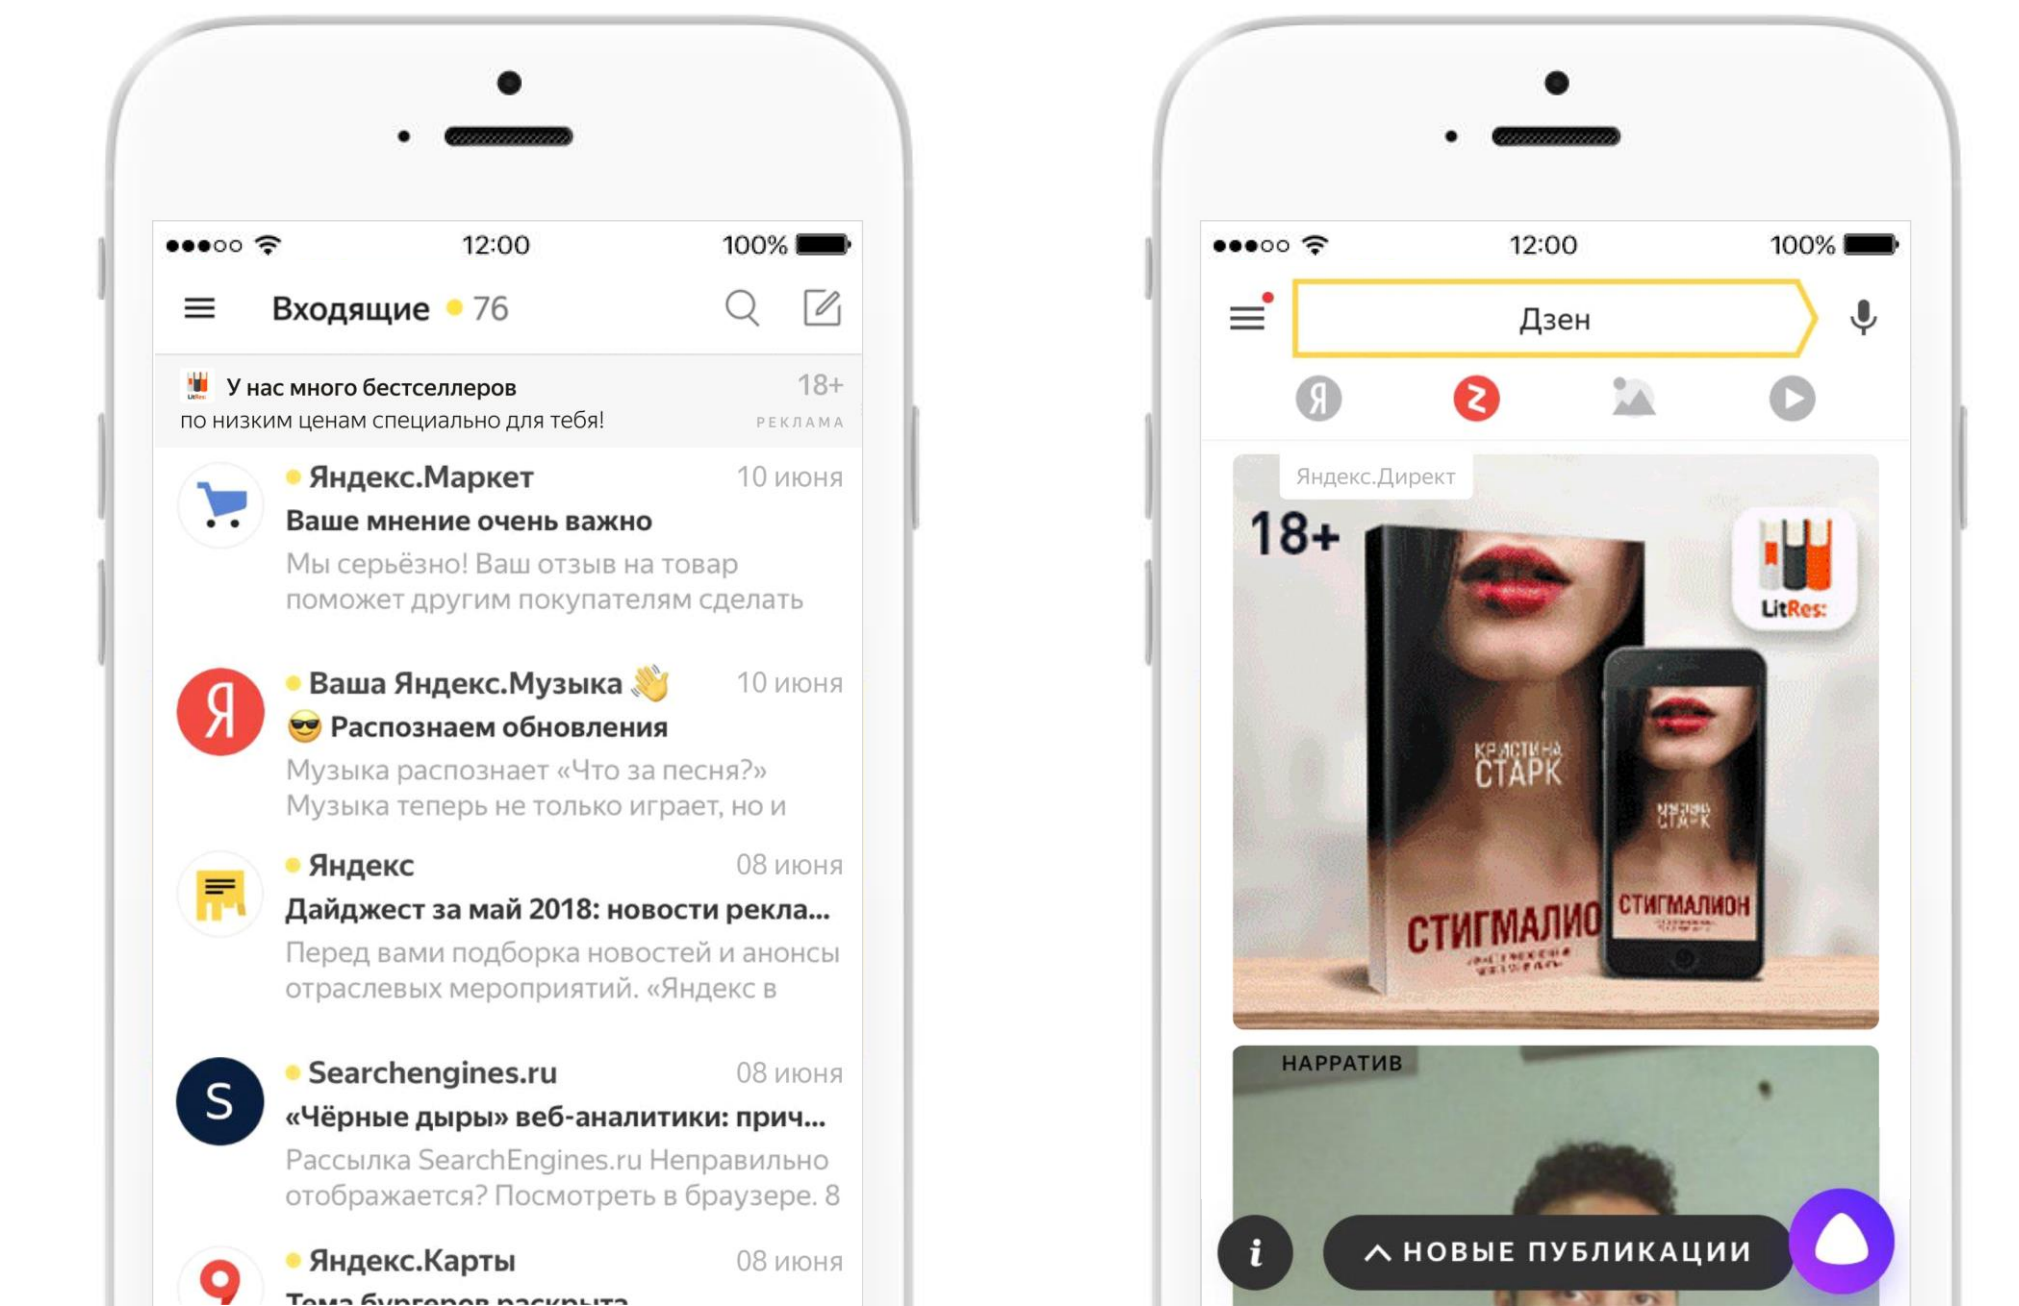 12:00
100%
Входящие 76
У нас много бестселлеров
18+
по низким ценам специально для тебя!
РЕКЛАМА
Яндекс.Маркет
10 июня
Ваше мнение очень важно
Мы серьёзно! Ваш отзыв на товар
поможет другим покупателям сделать
Я
Ваша Яндекс.Музыка 👋
10 июня
😎 Распознаем обновления
Музыка распознает «Что за песня?»
Музыка теперь не только играет, но и
Яндекс
08 июня
Дайджест за май 2018: новости рекла...
Перед вами подборка новостей и анонсы
отраслевых мероприятий. «Яндекс в
S
Searchengines.ru
08 июня
«Чёрные дыры» веб-аналитики: прич...
Рассылка SearchEngines.ru Неправильно
отображается? Посмотреть в браузере. 8
Яндекс.Карты
08 июня
Тема бургеров раскрыта
12:00
100%
Дзен
Я
Яндекс.Директ
18+
LitRes:
КРИСТИНА
СТАРК
СТИГМАЛИО
СТАРК
СТИГМАЛИОН
НАРРАТИВ
i
НОВЫЕ ПУБЛИКАЦИИ